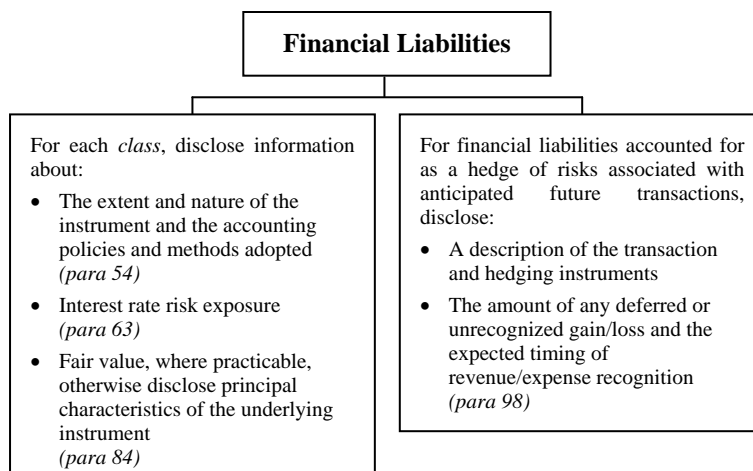 Financial Liabilities
For each class, disclose information
about:
• The extent and nature of the
instrument and the accounting
policies and methods adopted
(para 54)
• Interest rate risk exposure
(para 63)
• Fair value, where practicable,
otherwise disclose principal
characteristics of the underlying
instrument
(para 84)
For financial liabilities accounted for
as a hedge of risks associated with
anticipated future transactions,
disclose:
• A description of the transaction
and hedging instruments
• The amount of any deferred or
unrecognized gain/loss and the
expected timing of
revenue/expense recognition
(para 98)